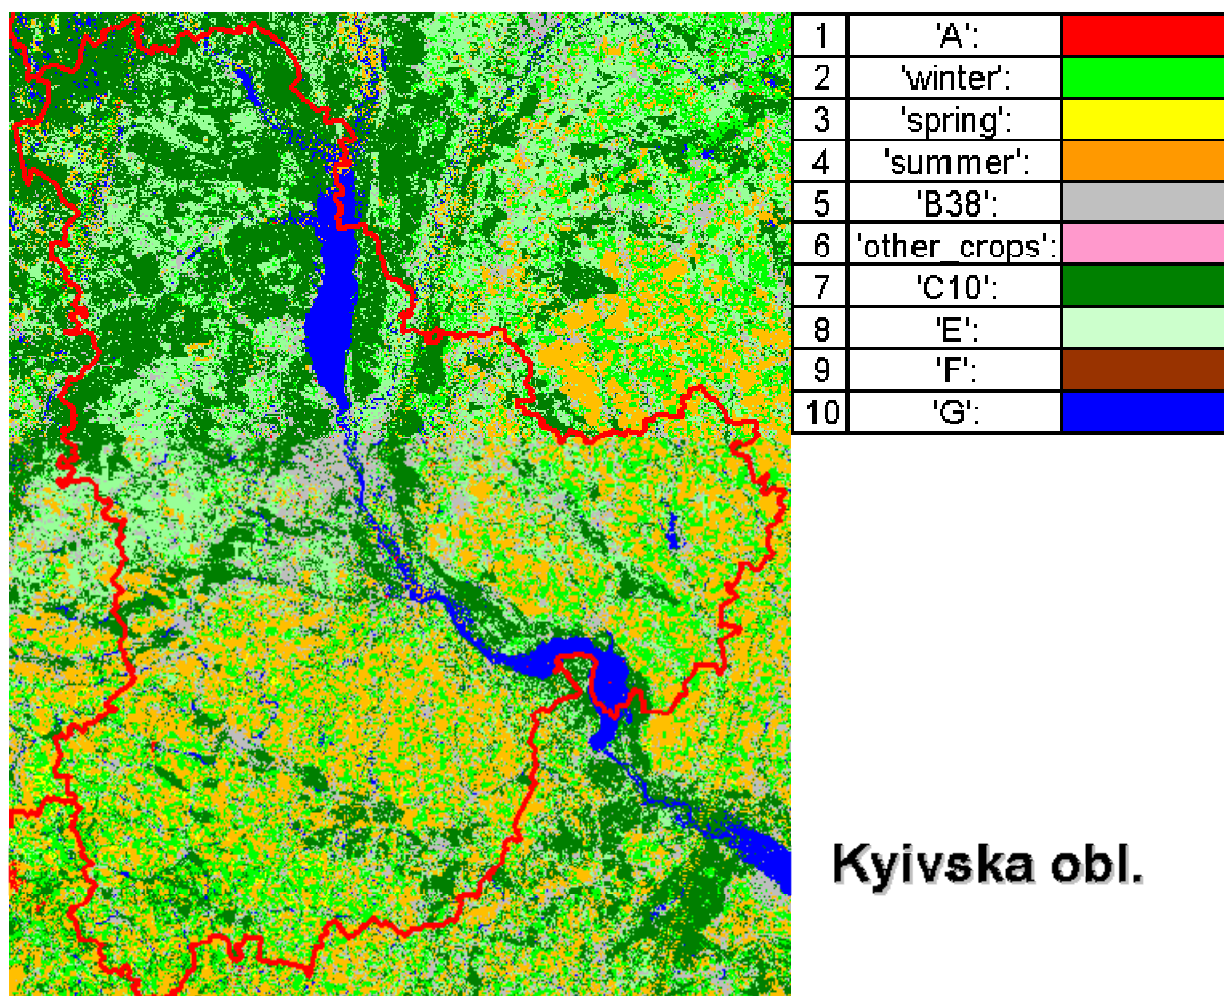 1 'A':
2 'winter':
3 'spring':
4 'summer':
5 'B38':
6 'other_crops':
7 'C10':
8 'E':
9 'F':
10 'G':
Kyivska obl.